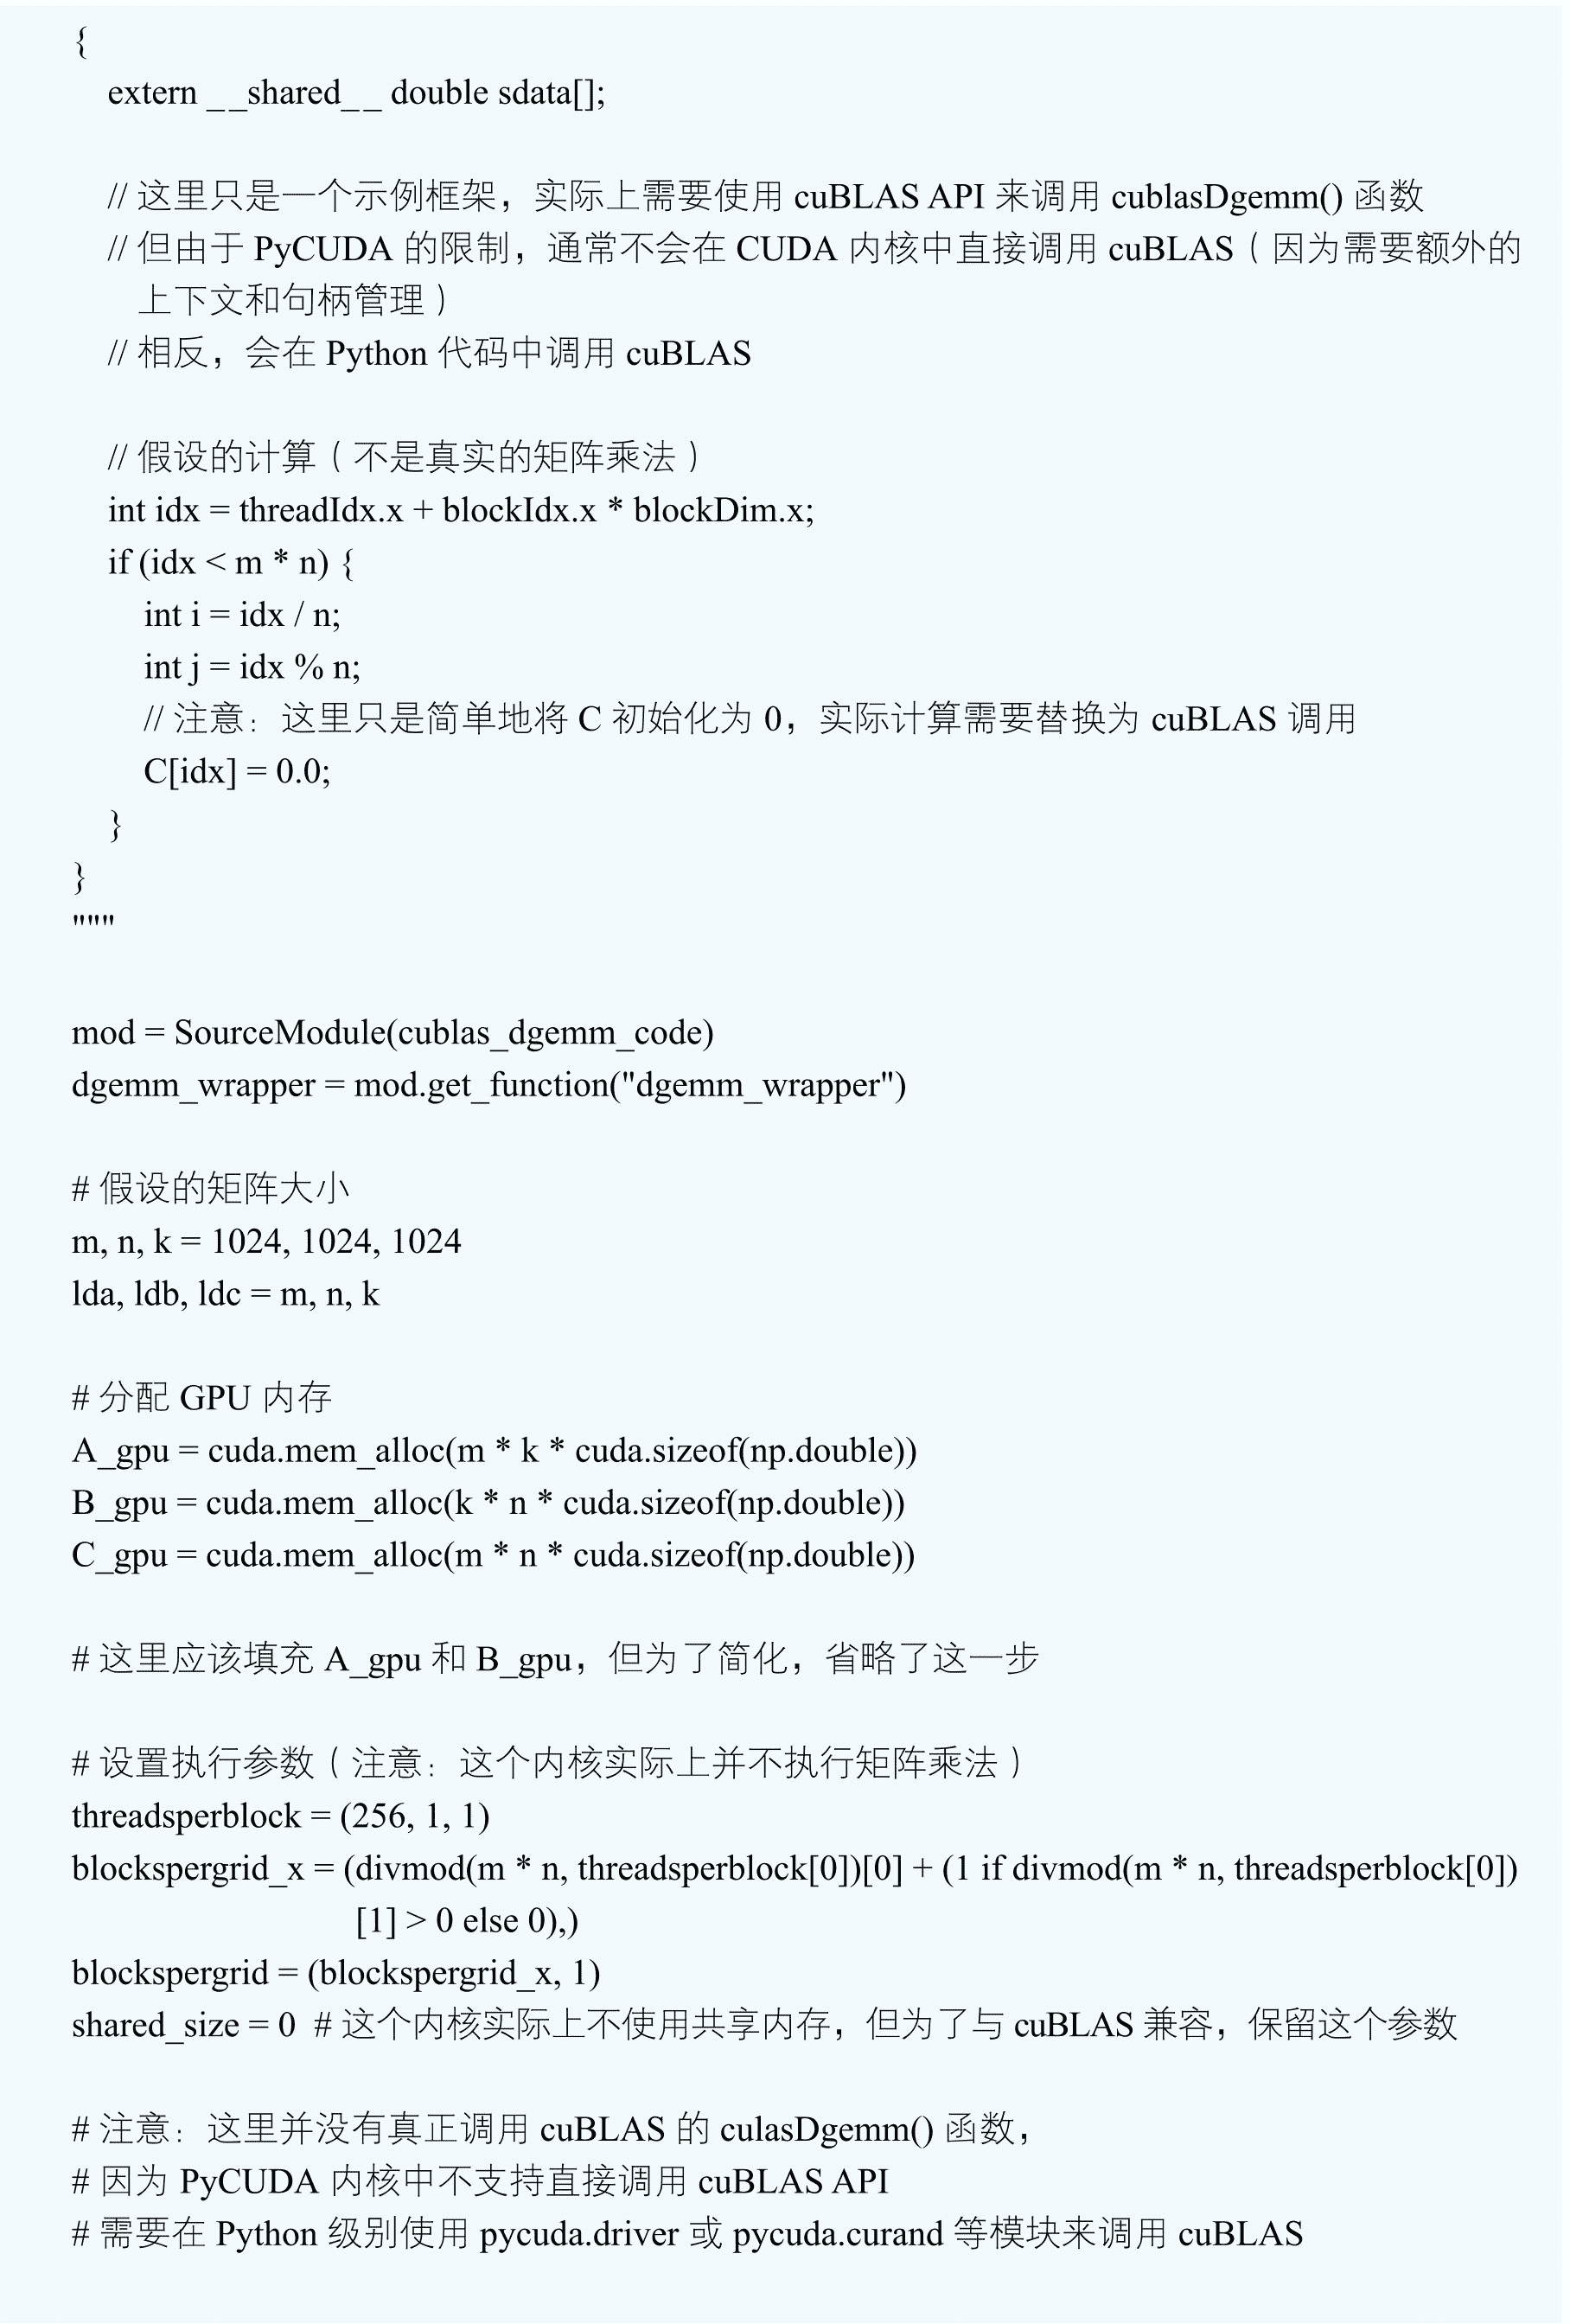 {
extern __shared__ double sdata[];
// 这里只是一个示例框架，实际上需要使用 cuBLAS API 来调用 cublasDgemm() 函数
// 但由于 PyCUDA 的限制，通常不会在 CUDA 内核中直接调用 cuBLAS（因为需要额外的
上下文和句柄管理）
// 相反，会在 Python 代码中调用 cuBLAS
// 假设的计算（不是真实的矩阵乘法）
int idx = threadIdx.x + blockIdx.x * blockDim.x;
if (idx < m * n) {
int i = idx / n;
int j = idx % n;
// 注意：这里只是简单地将 C 初始化为 0，实际计算需要替换为 cuBLAS 调用
C[idx] = 0.0;
}
}
"""
mod = SourceModule(cublas_dgemm_code)
dgemm_wrapper = mod.get_function("dgemm_wrapper")
# 假设的矩阵大小
m, n, k = 1024, 1024, 1024
lda, ldb, ldc = m, n, k
# 分配 GPU 内存
A_gpu = cuda.mem_alloc(m * k * cuda.sizeof(np.double))
B_gpu = cuda.mem_alloc(k * n * cuda.sizeof(np.double))
C_gpu = cuda.mem_alloc(m * n * cuda.sizeof(np.double))
# 这里应该填充 A_gpu 和 B_gpu，但为了简化，省略了这一步
# 设置执行参数（注意：这个内核实际上并不执行矩阵乘法）
threadsperblock = (256, 1, 1)
blockspergrid_x = (divmod(m * n, threadsperblock[0])[0] + (1 if divmod(m * n, threadsperblock[0])
[1] > 0 else 0),)
blockspergrid = (blockspergrid_x, 1)
shared_size = 0  # 这个内核实际上不使用共享内存，但为了与 cuBLAS 兼容，保留这个参数
# 注意：这里并没有真正调用 cuBLAS 的 culasDgemm() 函数，
# 因为 PyCUDA 内核中不支持直接调用 cuBLAS API
# 需要在 Python 级别使用 pycuda.driver 或 pycuda.curand 等模块来调用 cuBLAS